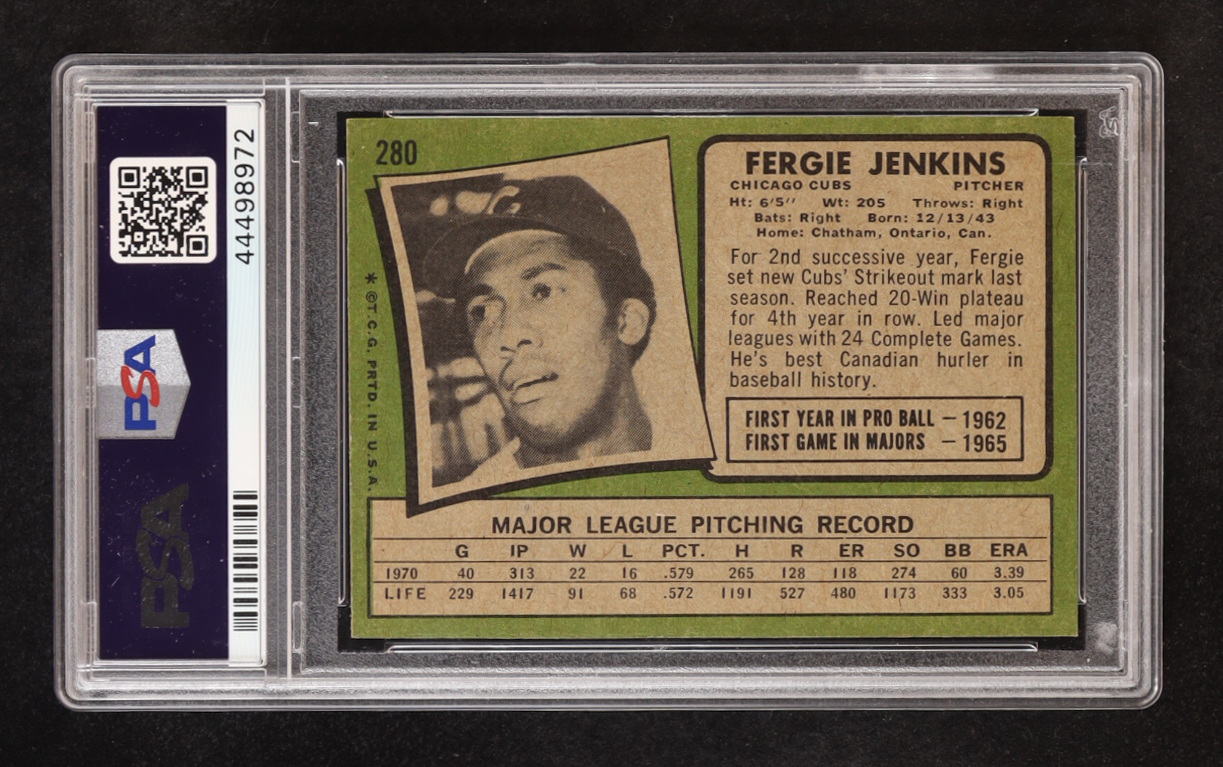 44498972
PSA
PSA
280
* ©T.C.G. PRTD. IN U.S.A.
C
FERGIE JENKINS
CHICAGO CUBS PITCHER
Ht: 6'5" Wt: 205 Throws: Right
Bats: Right Born: 12/13/43
Home: Chatham, Ontario, Can.
For 2nd successive year, Fergie
set new Cubs' Strikeout mark last
season. Reached 20-Win plateau
for 4th year in row. Led major
leagues with 24 Complete Games.
He's best Canadian hurler in
baseball history.
FIRST YEAR IN PRO BALL — 1962
FIRST GAME IN MAJORS — 1965
MAJOR LEAGUE PITCHING RECORD
G IP W L PCT. H R ER SO BB ERA
1970 40 313 22 16 .579 265 128 118 274 60 3.39
LIFE 229 1417 91 68 .572 1191 527 480 1173 333 3.05